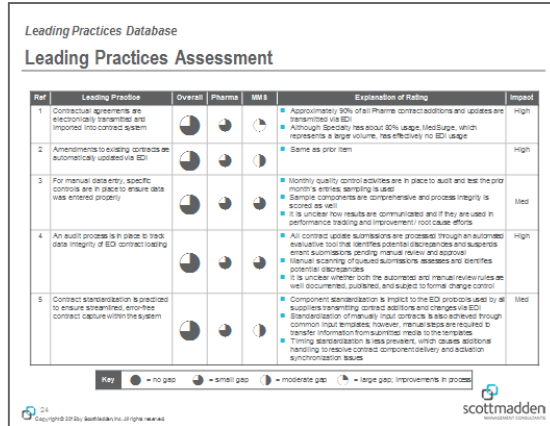 Leading Practices Database
Leading Practices Assessment
Ref Leading Practice Overall Pharma MMS Explanation of Rating Impact
1 Contractual agreements are electronically transmitted and imported into contract system
Approximately 90% of all Pharma contract additions and updates are transmitted via EDI
Although Specialty has about 80% usage, MedSurge, which represents a larger volume, has effectively no EDI usage
High
2 Amendments to existing contracts are automatically updated via EDI
Same as prior item
High
3 For manual data entry, specific controls are in place to ensure data was entered properly
Monthly quality control activities are in place to audit and test the prior month's entries; sampling is used
Sample components are comprehensive and process integrity is scored as well
It is unclear how results are communicated and if they are used in performance tracking and improvement / root cause efforts
Med
4 An audit process is in place to track data integrity of EDI contract loading
All contract update submissions are processed through an automated evaluative tool that identifies potential discrepancies and suspends errant submissions pending manual review and approval
Manual scanning of queued submissions assesses and identifies potential discrepancies
It is unclear whether both the automated and manual review rules are well documented, published, and subject to formal change control
High
5 Contract standardization is practiced to ensure streamlined, error-free contract capture within the system
Component standardization is implicit to the EDI protocols used by all suppliers transmitting contract additions and changes via EDI
Standardization of manually input contracts is also achieved through common input templates; however, manual steps are required to transfer information from submitted media to the templates
Timing standardization is less prevalent, which causes additional handling to resolve contract component delivery and activation synchronization issues
Med
Key = no gap = small gap = moderate gap = large gap; improvements in process
24
Copyright © 2015 by ScottMadden, Inc. All rights reserved.
scottmadden
MANAGEMENT CONSULTANTS